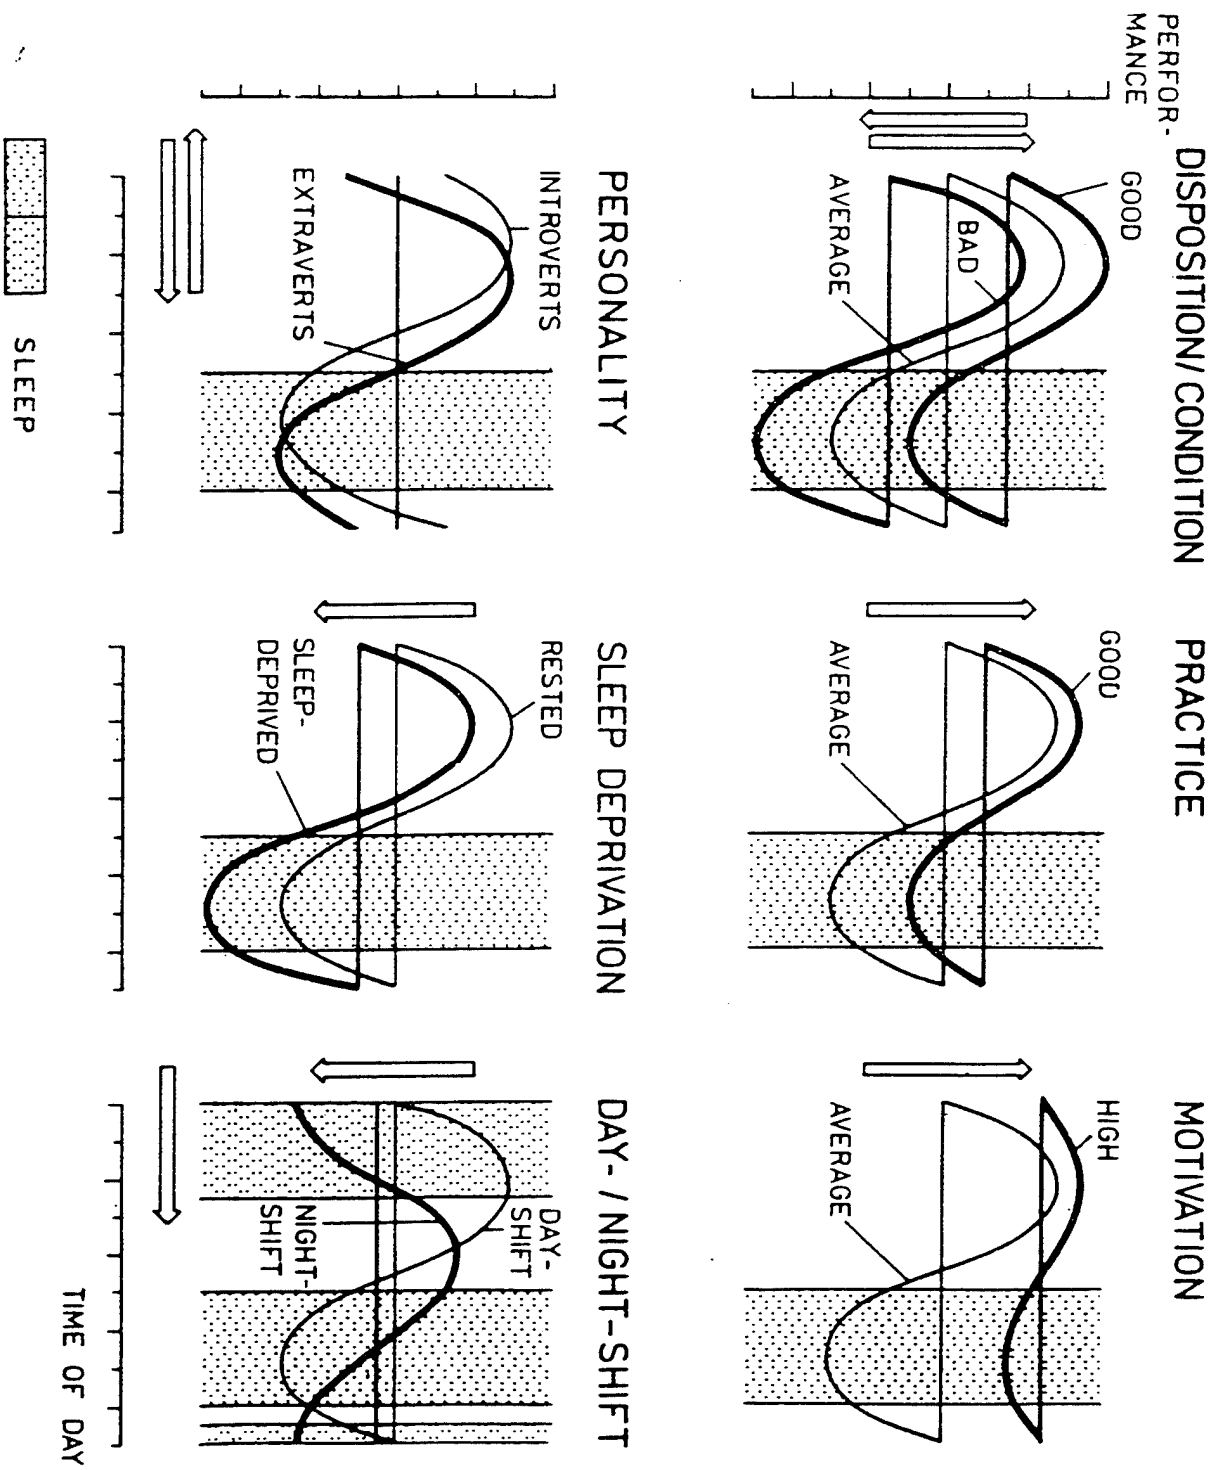 PERFOR-
MANCE
DISPOSITION/CONDITION
GOOD
BAD
AVERAGE
PRACTICE
GOOD
AVERAGE
MOTIVATION
HIGH
AVERAGE
PERSONALITY
INTROVERTS
EXTRAVERTS
SLEEP DEPRIVATION
RESTED
SLEEP-
DEPRIVED
DAY-/NIGHT-SHIFT
DAY-
SHIFT
NIGHT-
SHIFT
TIME OF DAY
SLEEP